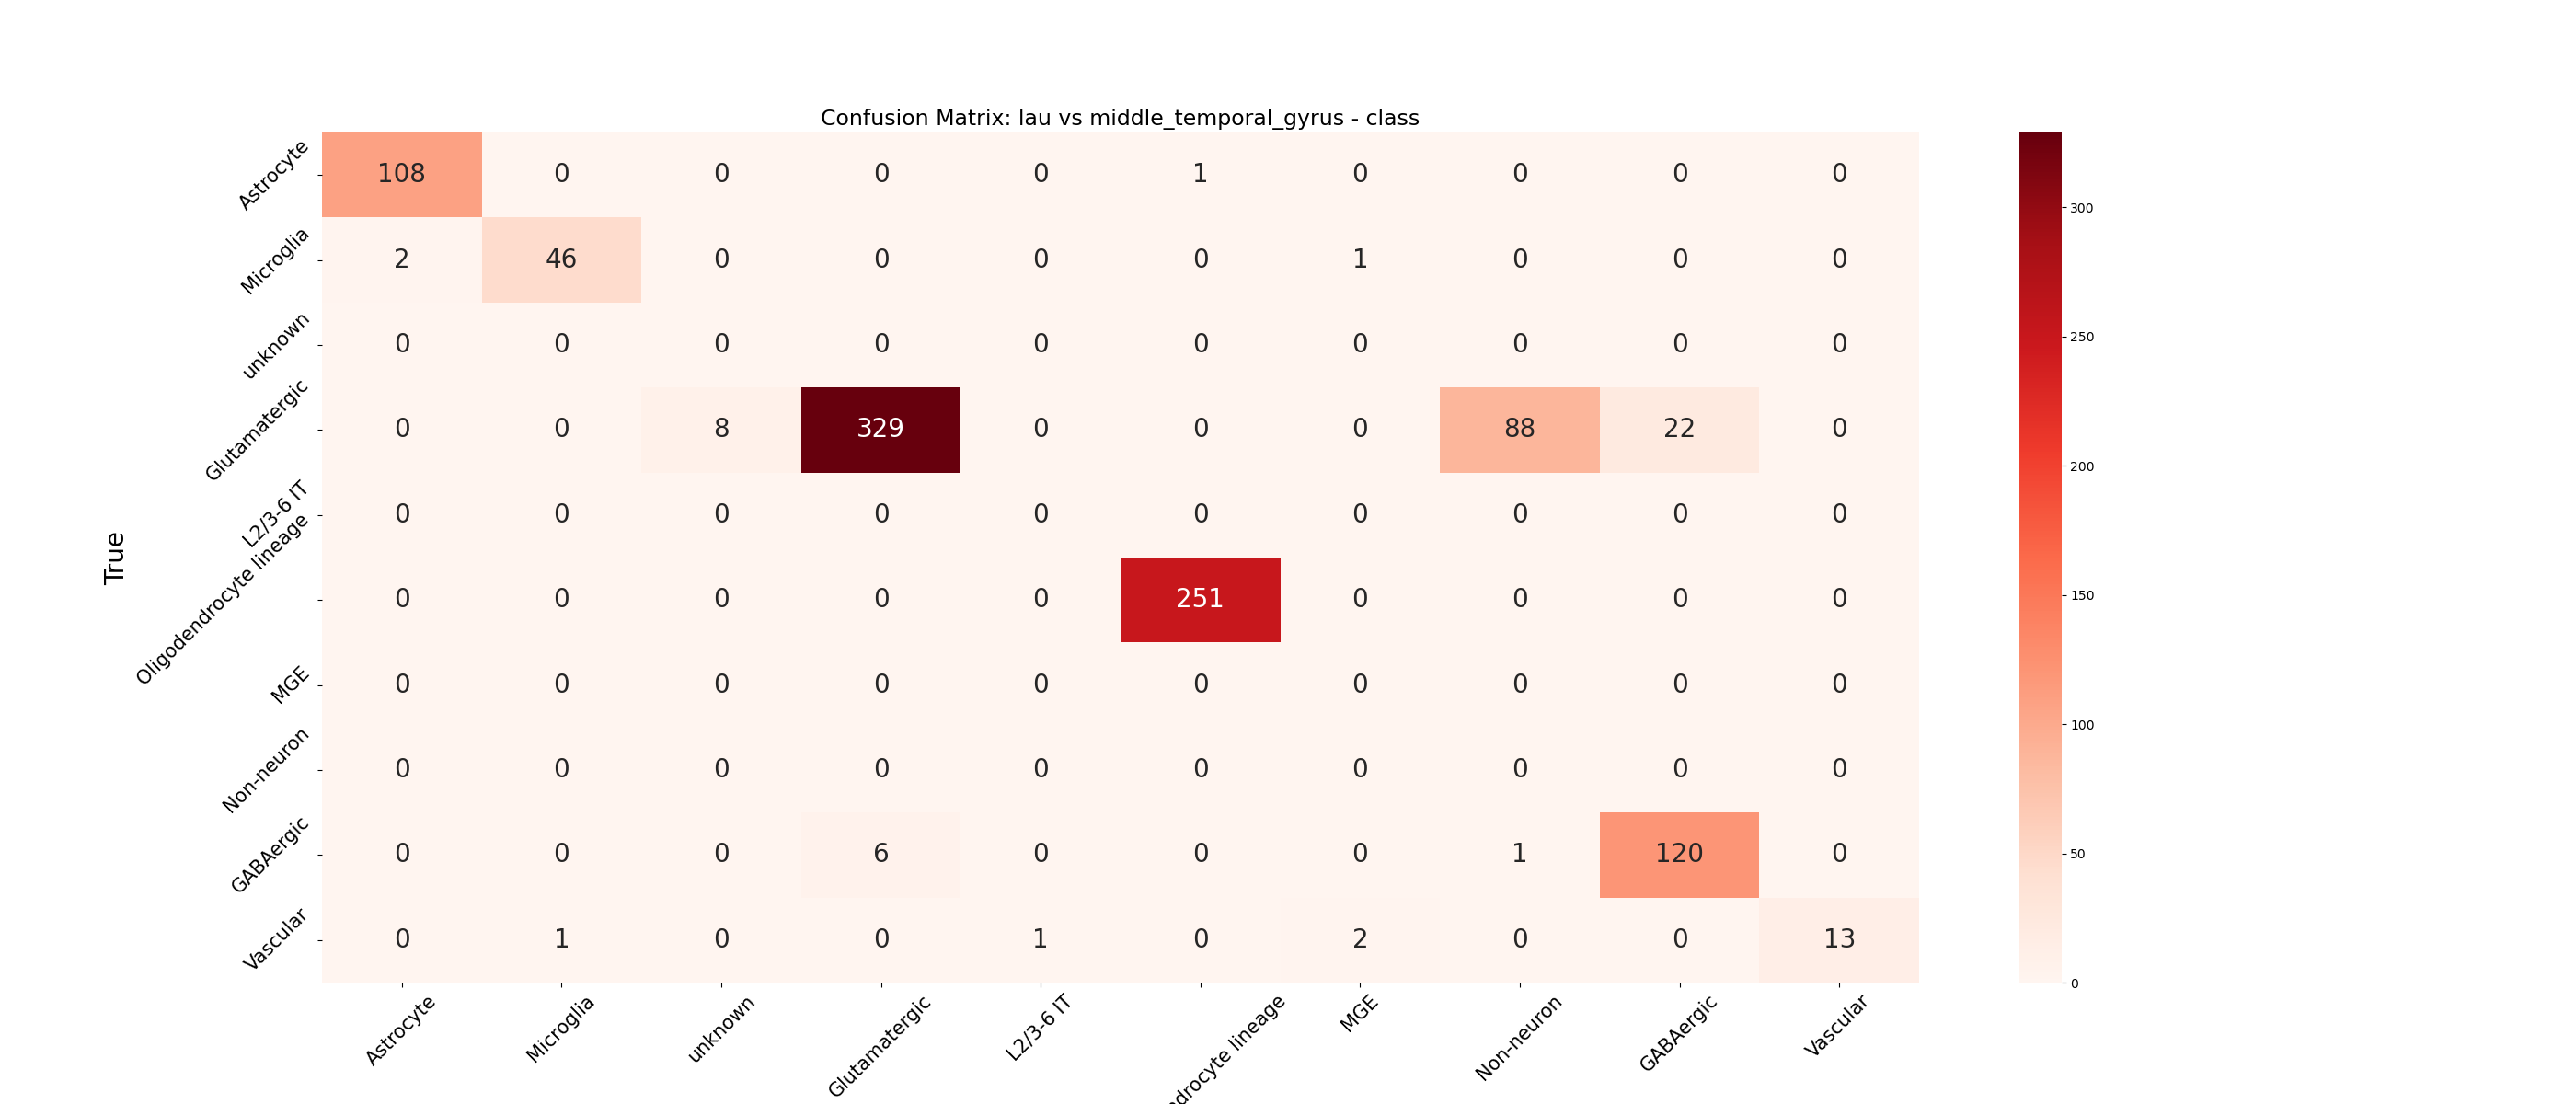 Confusion Matrix: lau vs middle_temporal_gyrus - class
Astrocyte 108 0 0 0 0 1 0 0 0 0
Microglia 2 46 0 0 0 0 1 0 0 0
unknown 0 0 0 0 0 0 0 0 0 0
Glutamatergic 0 0 8 329 0 0 0 88 22 0
L2/3-6 IT 0 0 0 0 0 0 0 0 0 0
Oligodendrocyte lineage 0 0 0 0 0 251 0 0 0 0
MGE 0 0 0 0 0 0 0 0 0 0
Non-neuron 0 0 0 0 0 0 0 0 0 0
GABAergic 0 0 0 6 0 0 0 1 120 0
Vascular 0 1 0 0 1 0 2 0 0 13
True
Astrocyte Microglia unknown Glutamatergic L2/3-6 IT drocyte lineage MGE Non-neuron GABAergic Vascular
300
250
200
150
100
50
0